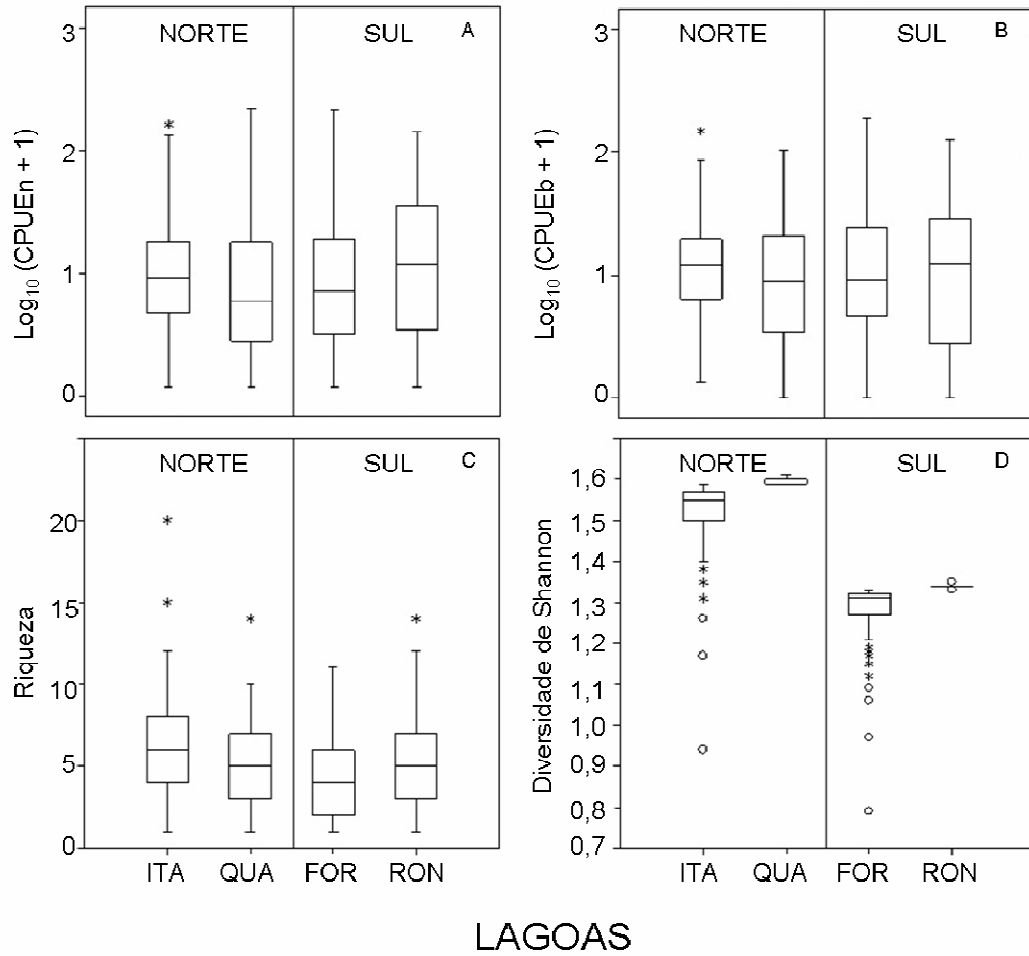 NORTE SUL A
3
2
1
0
Log10 (CPUEn + 1)
NORTE SUL B
3
2
1
0
Log10 (CPUEb + 1)
NORTE SUL C
20
15
10
5
0
Riqueza
ITA QUA FOR RON
NORTE SUL D
1,6
1,5
1,4
1,3
1,2
1,1
1,0
0,9
0,8
0,7
Diversidade de Shannon
ITA QUA FOR RON
LAGOAS